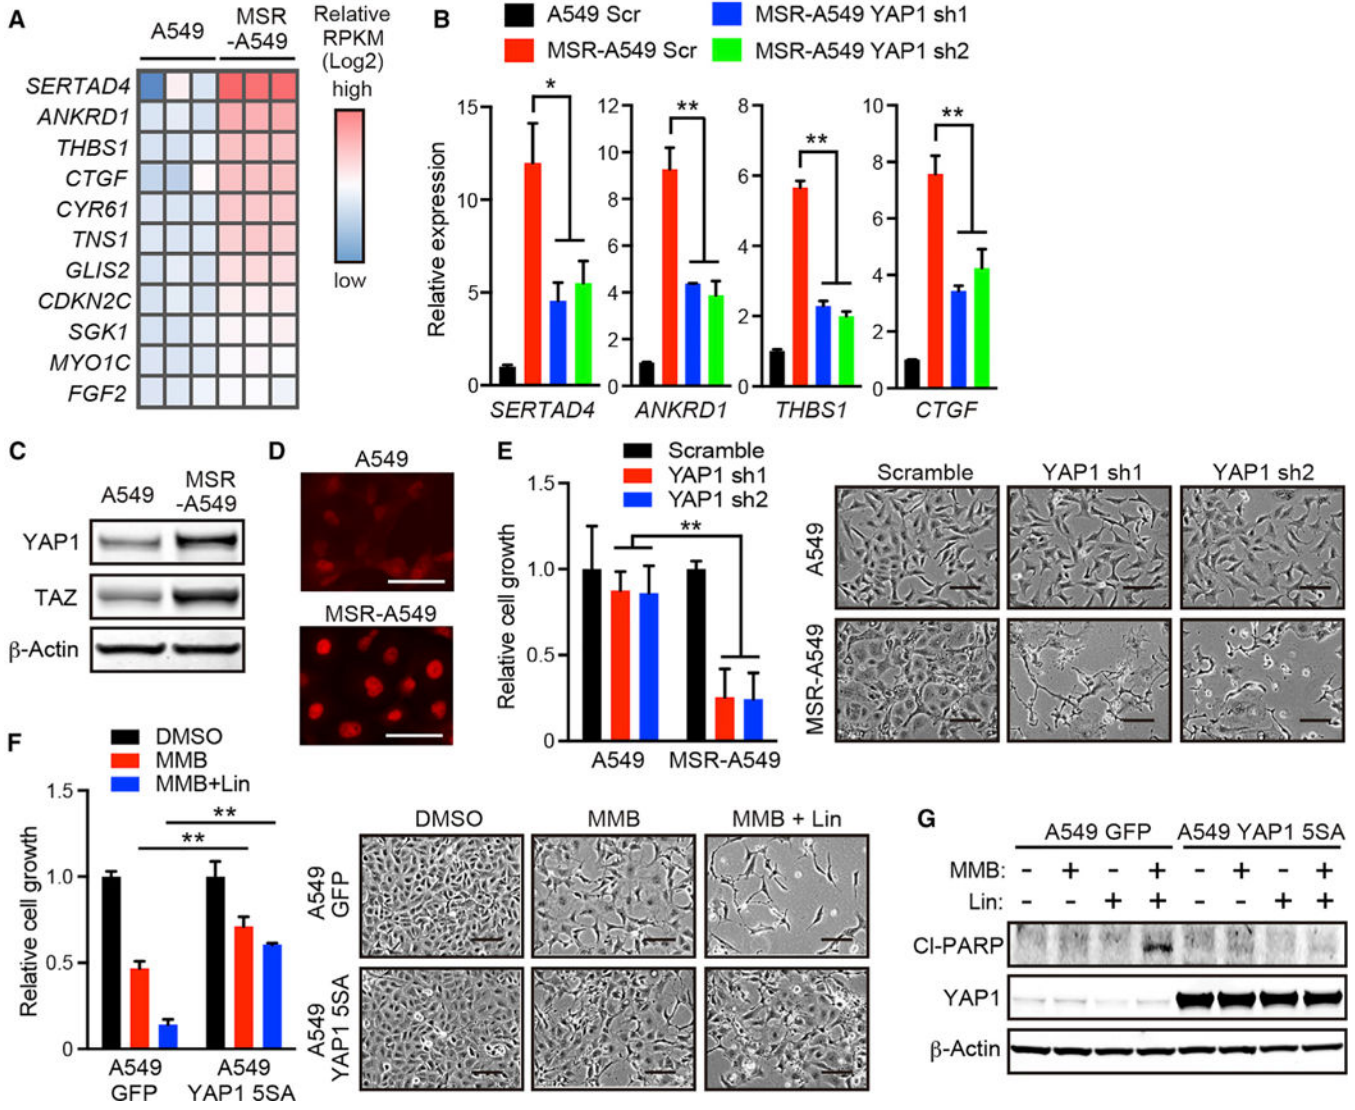 A
A549
MSR
-A549
SERTAD4
ANKRD1
THBS1
CTGF
CYR61
TNS1
GLIS2
CDKN2C
SGK1
MYO1C
FGF2
Relative
RPKM
(Log2)
high
low
B
A549 Scr
MSR-A549 Scr
MSR-A549 YAP1 sh1
MSR-A549 YAP1 sh2
Relative expression
15
10
5
0
*
SERTAD4
12
10
8
6
4
2
0
**
ANKRD1
8
6
4
2
0
**
THBS1
10
8
6
4
2
0
**
CTGF
C
A549
MSR
-A549
YAP1
TAZ
β-Actin
D
A549
MSR-A549
E
Scramble
YAP1 sh1
YAP1 sh2
Relative cell growth
1.5
1.0
0.5
0
**
A549
MSR-A549
Scramble YAP1 sh1 YAP1 sh2
A549
MSR-A549
F
DMSO
MMB
MMB+Lin
Relative cell growth
1.5
1.0
0.5
0
**
**
A549
GFP
A549
YAP1 5SA
DMSO MMB MMB + Lin
A549
GFP
A549
YAP1 5SA
G
A549 GFP A549 YAP1 5SA
MMB: - + - + - + - +
Lin: - - + + - - + +
Cl-PARP
YAP1
β-Actin